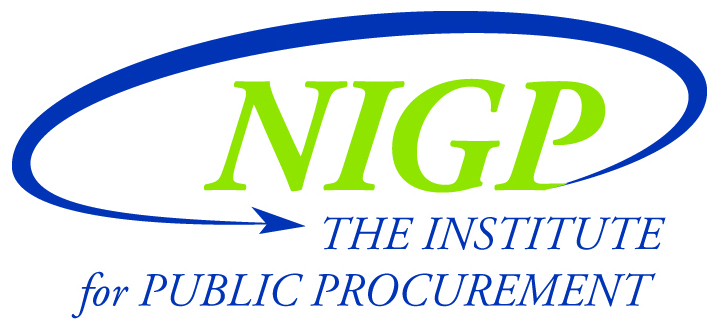 NIGP
THE INSTITUTE
for PUBLIC PROCUREMENT